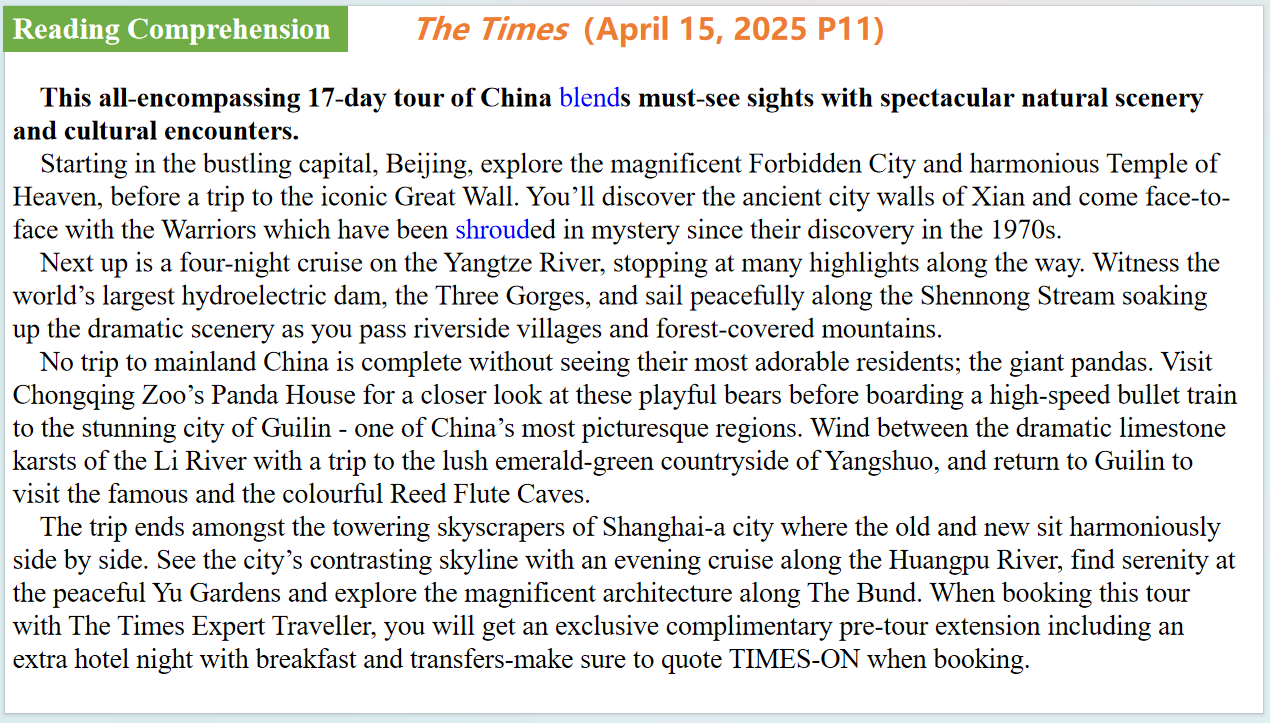 Reading Comprehension
The Times (April 15, 2025 P11)
This all-encompassing 17-day tour of China blends must-see sights with spectacular natural scenery
and cultural encounters.
Starting in the bustling capital, Beijing, explore the magnificent Forbidden City and harmonious Temple of
Heaven, before a trip to the iconic Great Wall. You’ll discover the ancient city walls of Xian and come face-to-
face with the Warriors which have been shrouded in mystery since their discovery in the 1970s.
Next up is a four-night cruise on the Yangtze River, stopping at many highlights along the way. Witness the
world’s largest hydroelectric dam, the Three Gorges, and sail peacefully along the Shennong Stream soaking
up the dramatic scenery as you pass riverside villages and forest-covered mountains.
No trip to mainland China is complete without seeing their most adorable residents; the giant pandas. Visit
Chongqing Zoo’s Panda House for a closer look at these playful bears before boarding a high-speed bullet train
to the stunning city of Guilin - one of China’s most picturesque regions. Wind between the dramatic limestone
karsts of the Li River with a trip to the lush emerald-green countryside of Yangshuo, and return to Guilin to
visit the famous and the colourful Reed Flute Caves.
The trip ends amongst the towering skyscrapers of Shanghai-a city where the old and new sit harmoniously
side by side. See the city’s contrasting skyline with an evening cruise along the Huangpu River, find serenity at
the peaceful Yu Gardens and explore the magnificent architecture along The Bund. When booking this tour
with The Times Expert Traveller, you will get an exclusive complimentary pre-tour extension including an
extra hotel night with breakfast and transfers-make sure to quote TIMES-ON when booking.